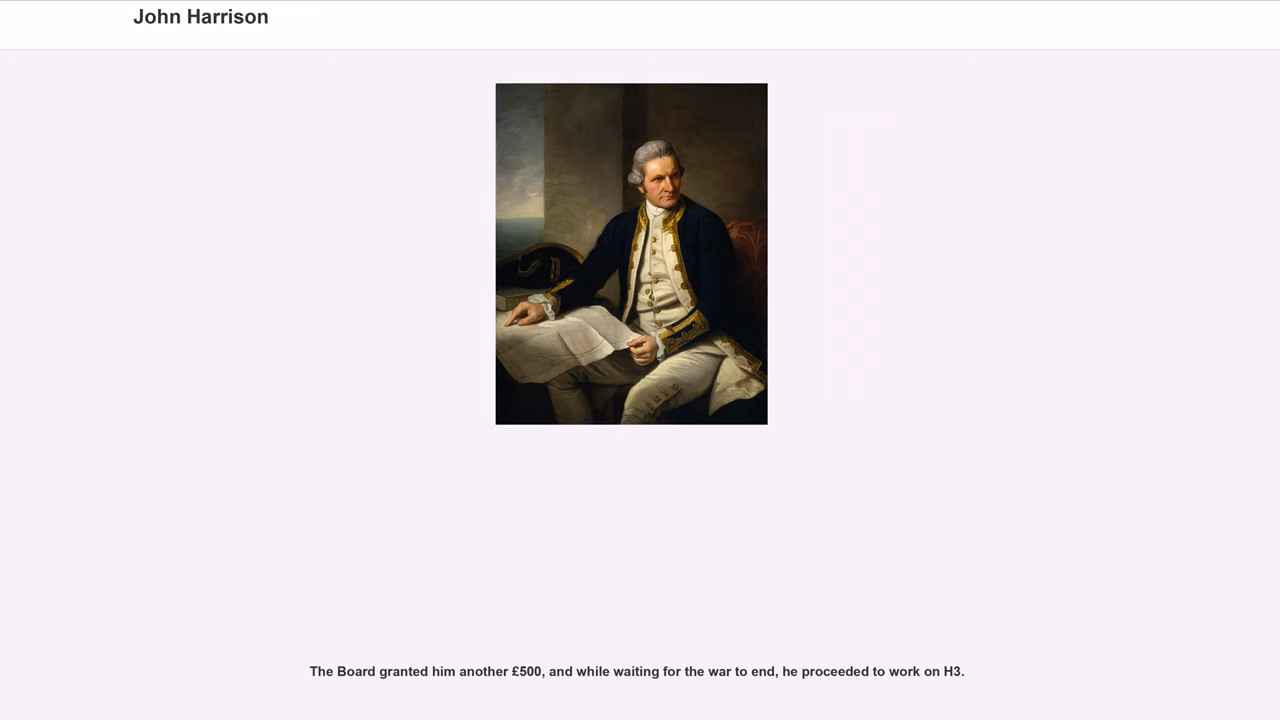 John Harrison
The Board granted him another £500, and while waiting for the war to end, he proceeded to work on H3.